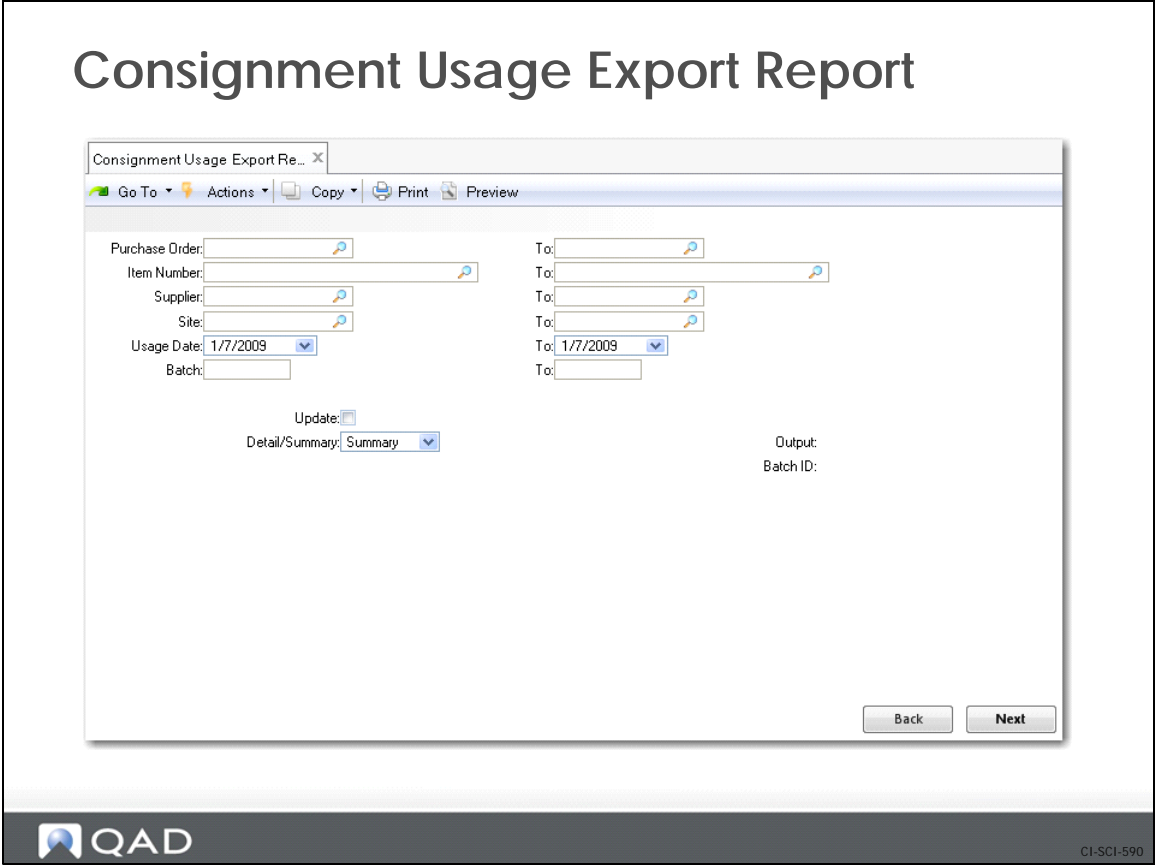 Consignment Usage Export Report
Consignment Usage Export Re...
Go To Actions Copy Print Preview
Purchase Order: To:
Item Number: To:
Supplier: To:
Site: To:
Usage Date: 1/7/2009 To: 1/7/2009
Batch: To:
Update:
Detail/Summary: Summary Output:
Batch ID:
Back Next
QAD
CI-SCI-590